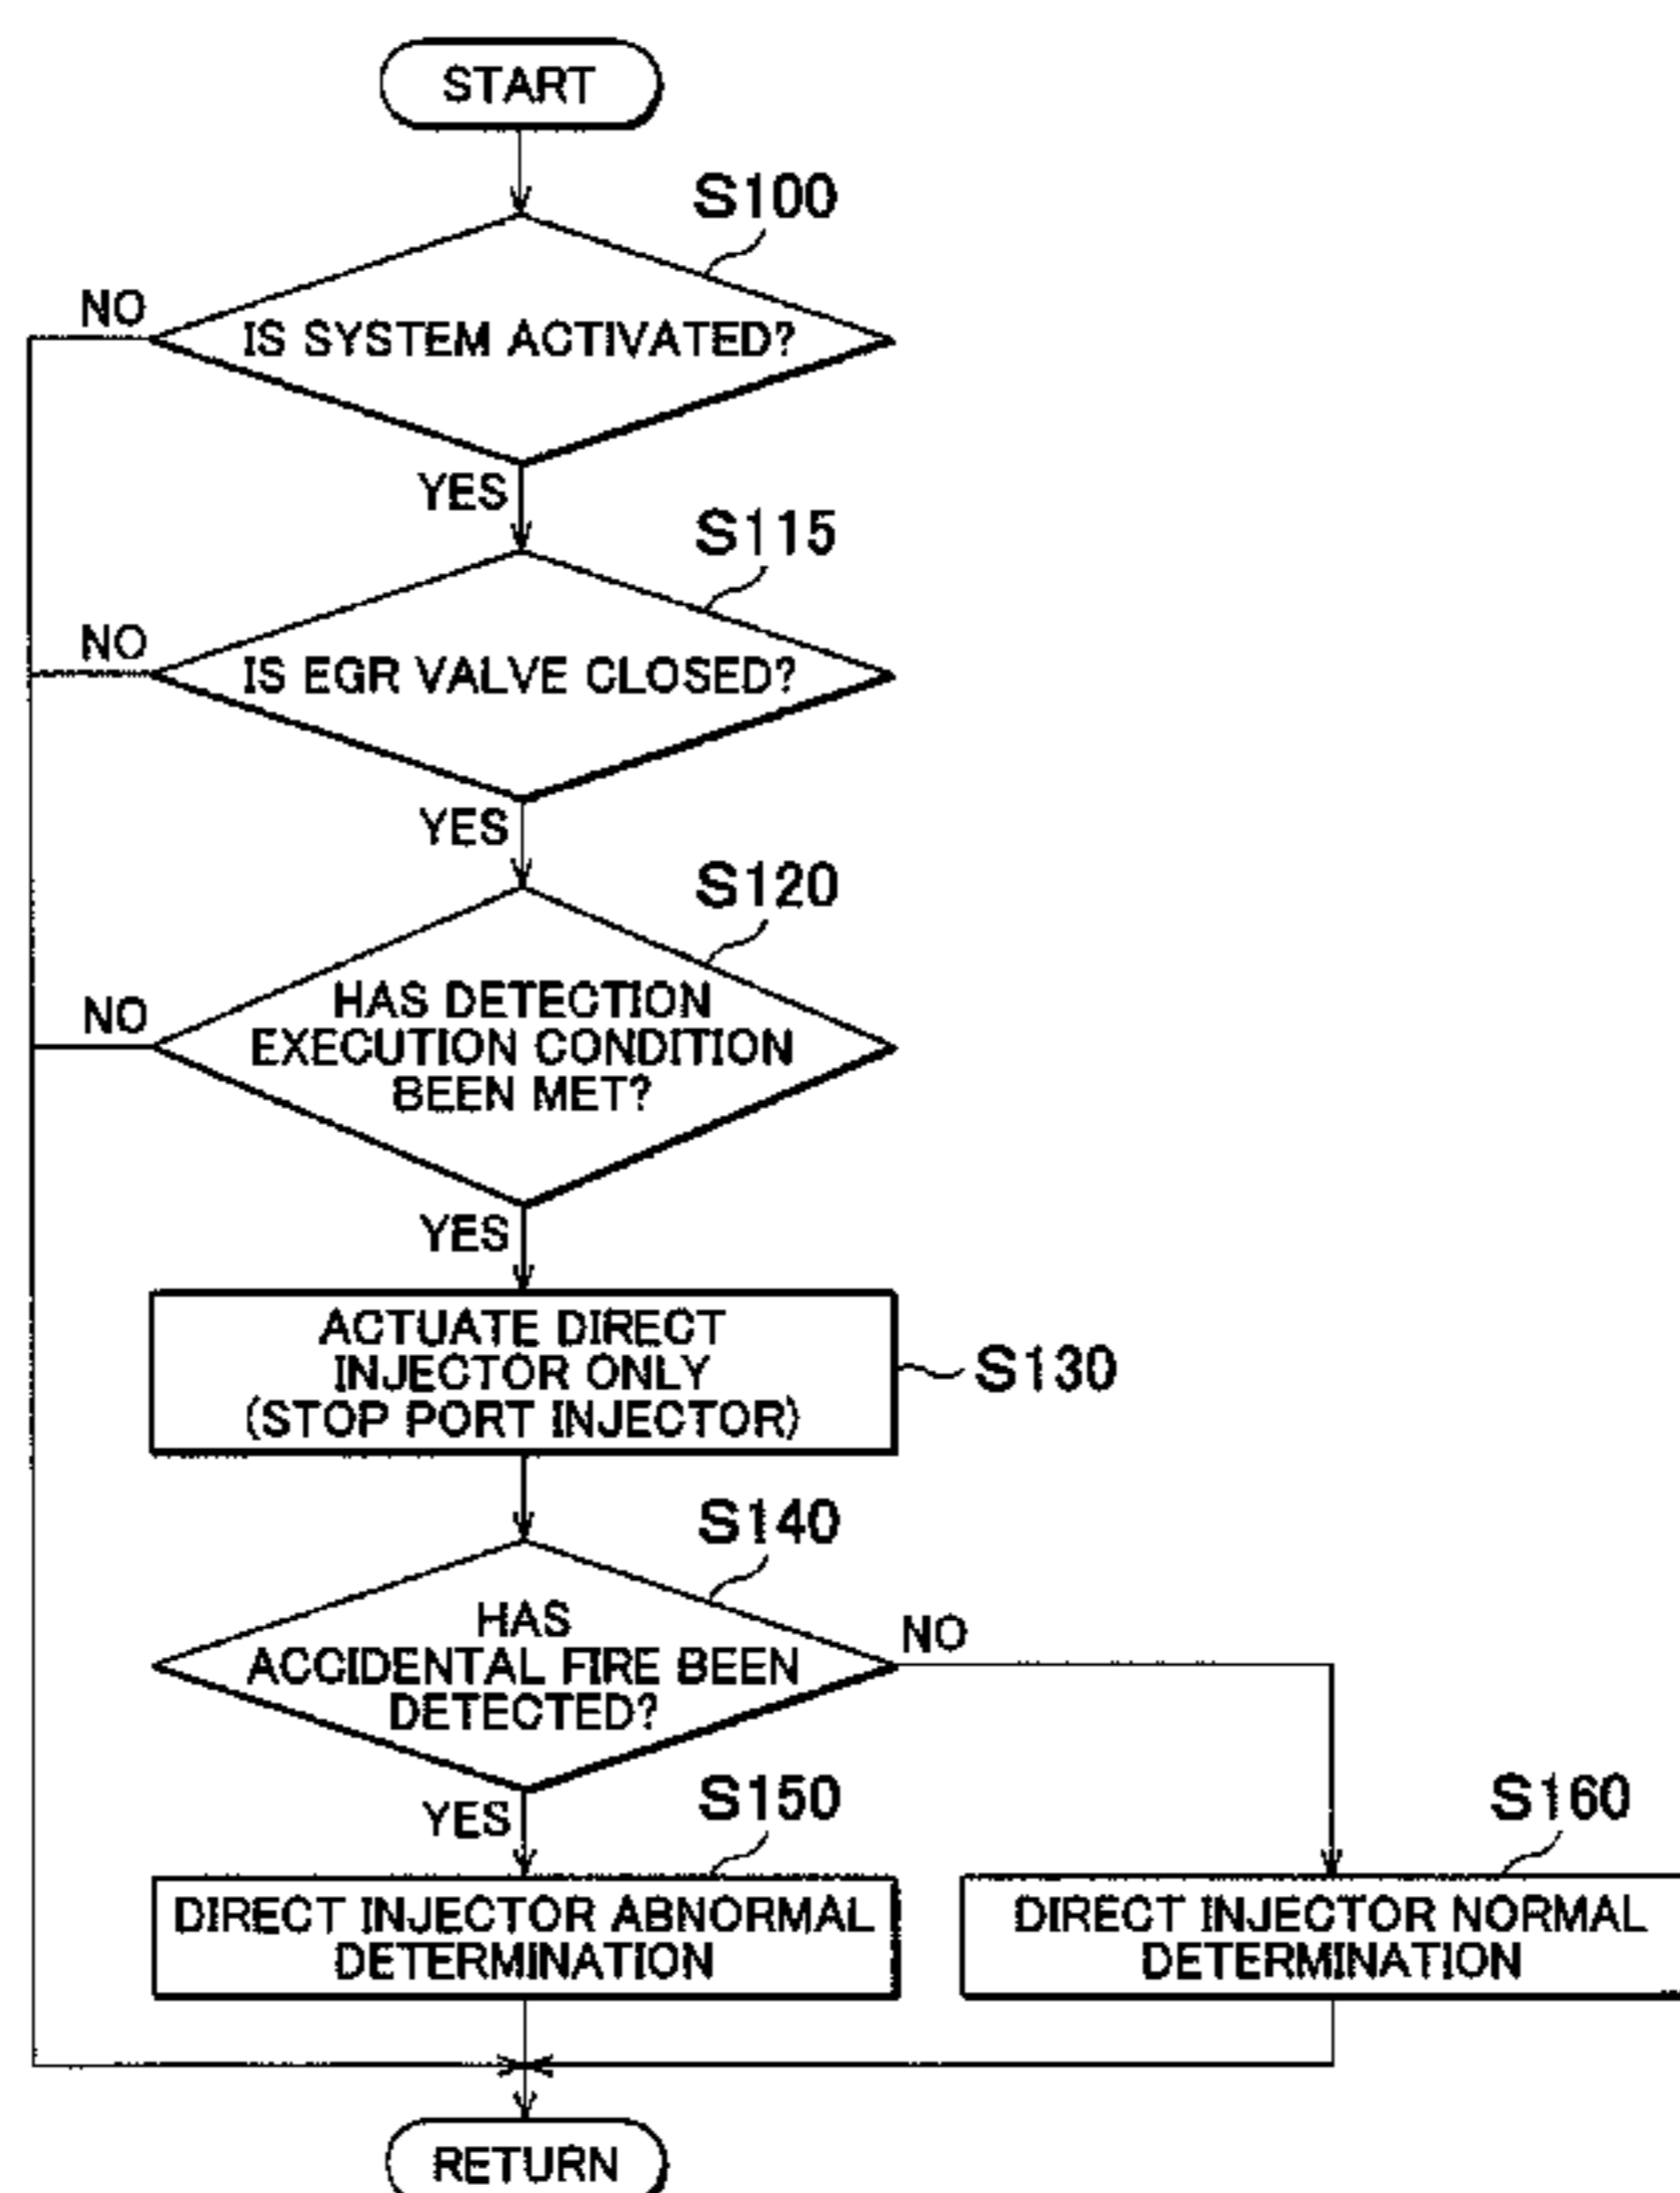 START
S100
NO
IS SYSTEM ACTIVATED?
YES
S115
NO
IS EGR VALVE CLOSED?
YES
S120
NO
HAS DETECTION
EXECUTION CONDITION
BEEN MET?
YES
ACTUATE DIRECT
INJECTOR ONLY
(STOP PORT INJECTOR)
S130
S140
HAS
ACCIDENTAL FIRE BEEN
DETECTED?
NO
YES
S150
S160
DIRECT INJECTOR ABNORMAL
DETERMINATION
DIRECT INJECTOR NORMAL
DETERMINATION
RETURN